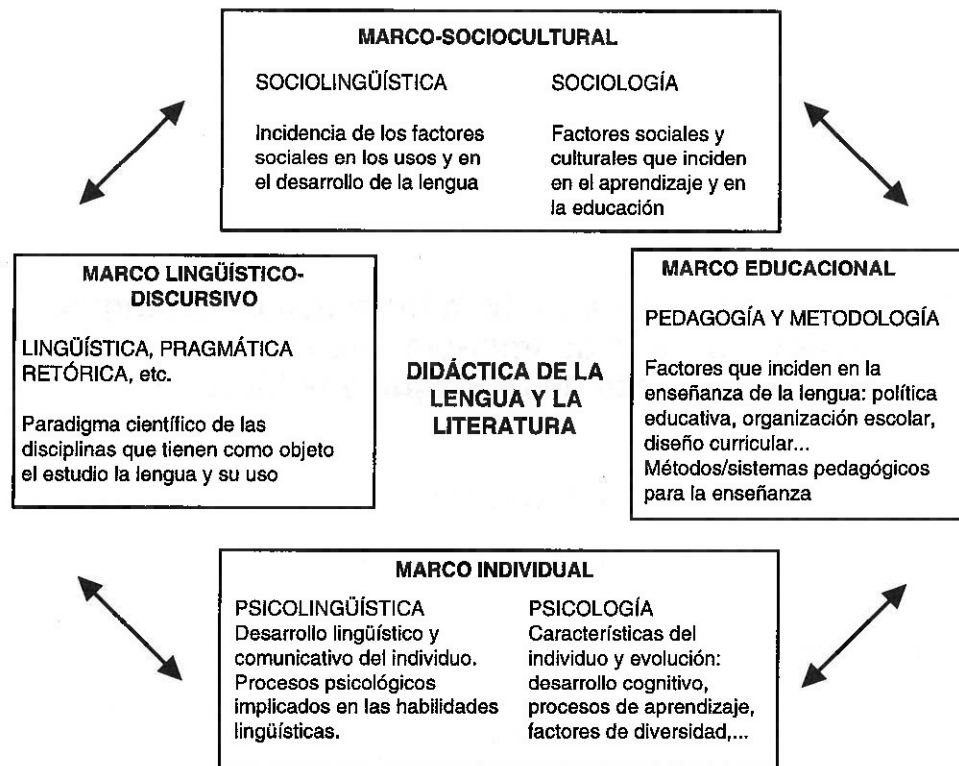 MARCO-SOCIOCULTURAL
SOCIOLINGÜÍSTICA
Incidencia de los factores
sociales en los usos y en
el desarrollo de la lengua
SOCIOLOGÍA
Factores sociales y
culturales que inciden
en el aprendizaje y en
la educación
MARCO LINGÜÍSTICO-
DISCURSIVO
LINGÜÍSTICA, PRAGMÁTICA
RETÓRICA, etc.
Paradigma científico de las
disciplinas que tienen como objeto
el estudio la lengua y su uso
DIDÁCTICA DE LA
LENGUA Y LA
LITERATURA
MARCO EDUCACIONAL
PEDAGOGÍA Y METODOLOGÍA
Factores que inciden en la
enseñanza de la lengua: política
educativa, organización escolar,
diseño curricular...
Métodos/sistemas pedagógicos
para la enseñanza
MARCO INDIVIDUAL
PSICOLINGÜÍSTICA
Desarrollo lingüístico y
comunicativo del individuo.
Procesos psicológicos
implicados en las habilidades
lingüísticas.
PSICOLOGÍA
Características del
individuo y evolución:
desarrollo cognitivo,
procesos de aprendizaje,
factores de diversidad,...